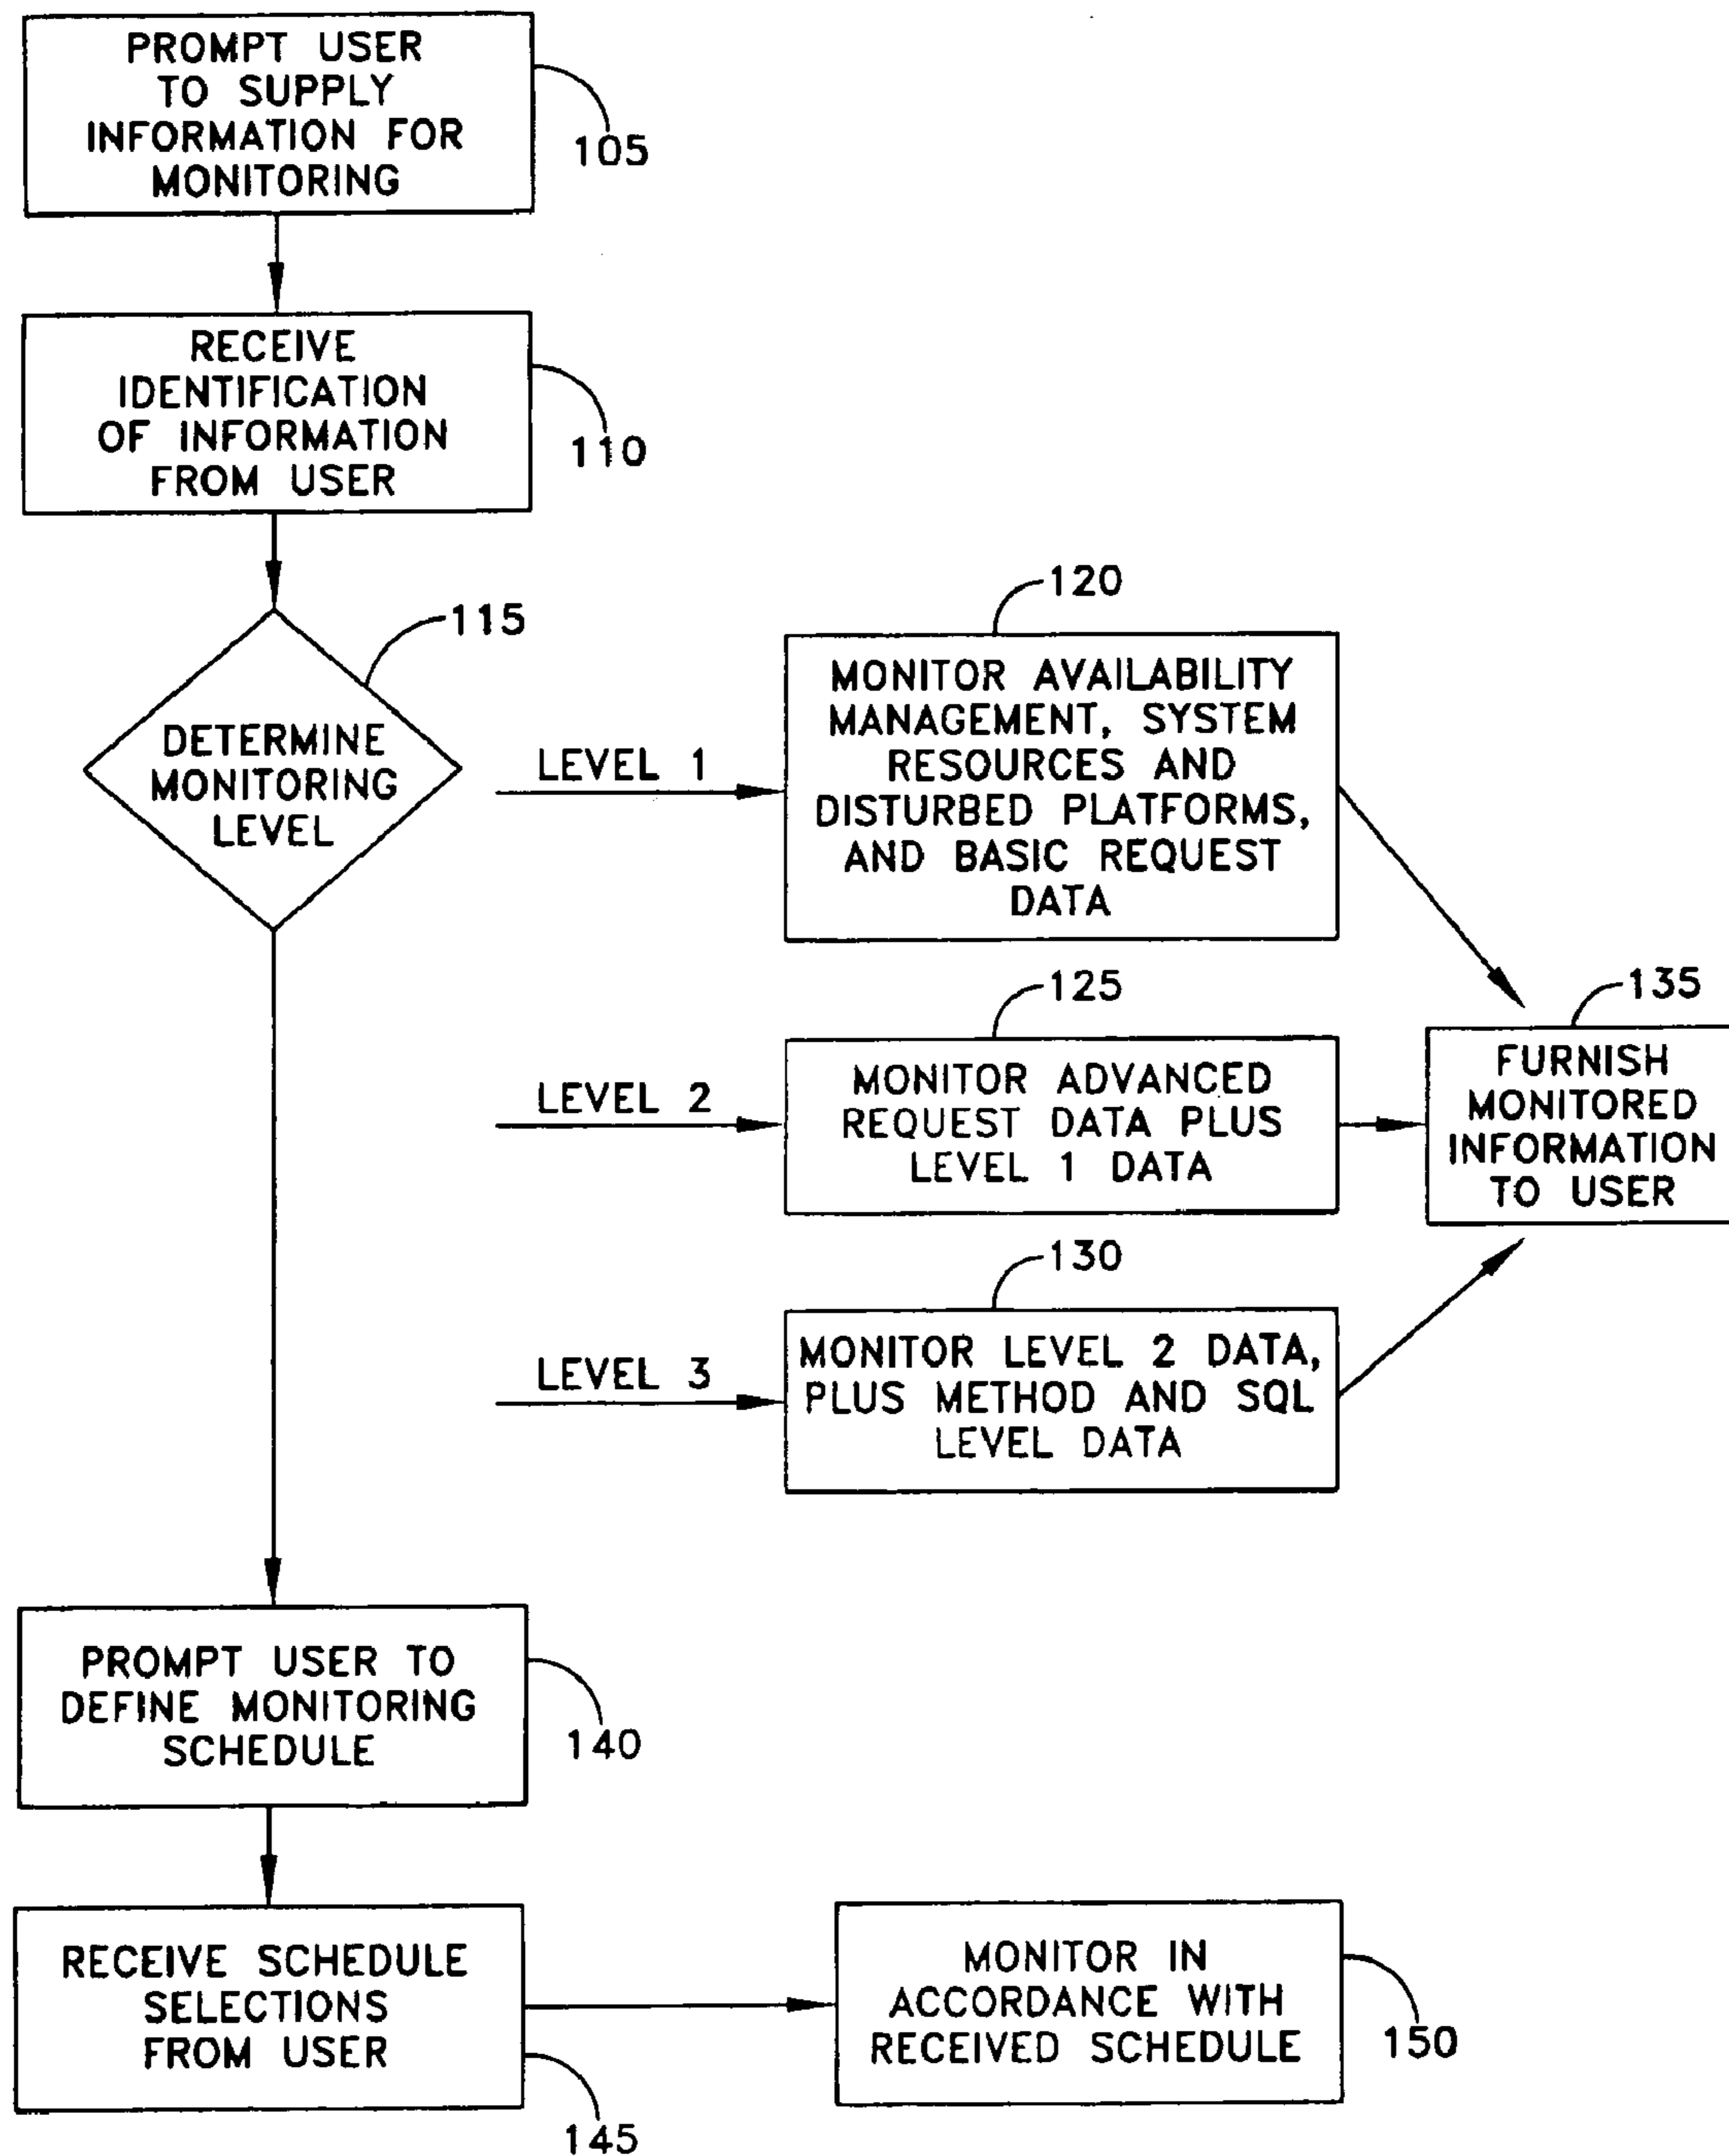 PROMPT USER
TO SUPPLY
INFORMATION FOR
MONITORING
105
RECEIVE
IDENTIFICATION
OF INFORMATION
FROM USER
110
115
DETERMINE
MONITORING
LEVEL
LEVEL 1
120
MONITOR AVAILABILITY
MANAGEMENT, SYSTEM
RESOURCES AND
DISTURBED PLATFORMS,
AND BASIC REQUEST
DATA
LEVEL 2
125
MONITOR ADVANCED
REQUEST DATA PLUS
LEVEL 1 DATA
135
FURNISH
MONITORED
INFORMATION
TO USER
LEVEL 3
130
MONITOR LEVEL 2 DATA,
PLUS METHOD AND SQL
LEVEL DATA
PROMPT USER TO
DEFINE MONITORING
SCHEDULE
140
RECEIVE SCHEDULE
SELECTIONS
FROM USER
145
MONITOR IN
ACCORDANCE WITH
RECEIVED SCHEDULE
150